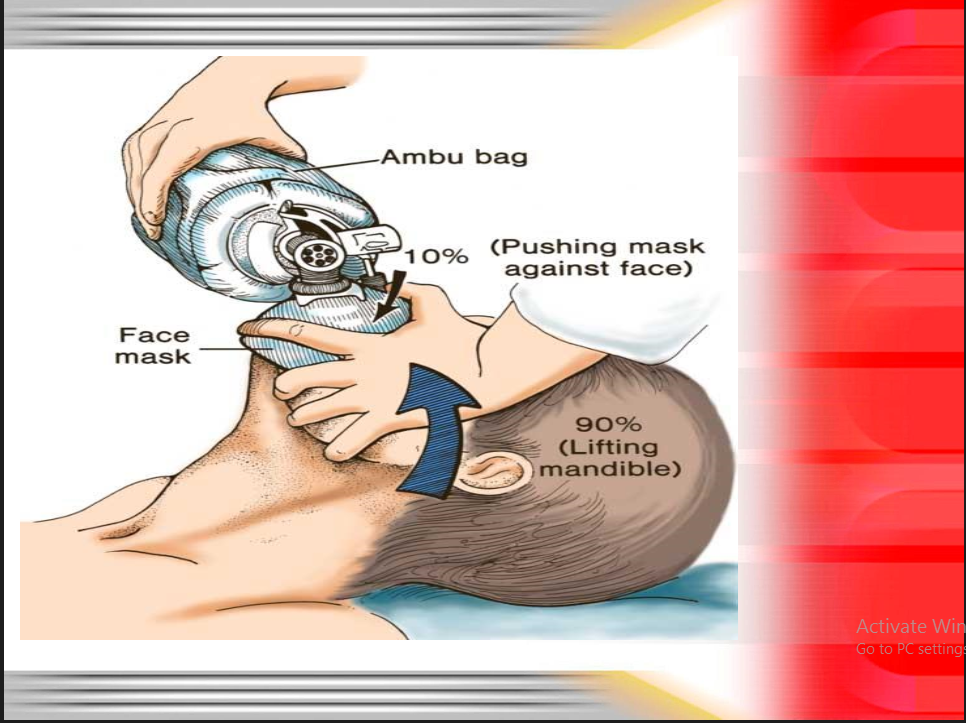 Ambu bag
10%
(Pushing mask
against face)
Face
mask
90%
(Lifting
mandible)
Activate Win
Go to PC settings